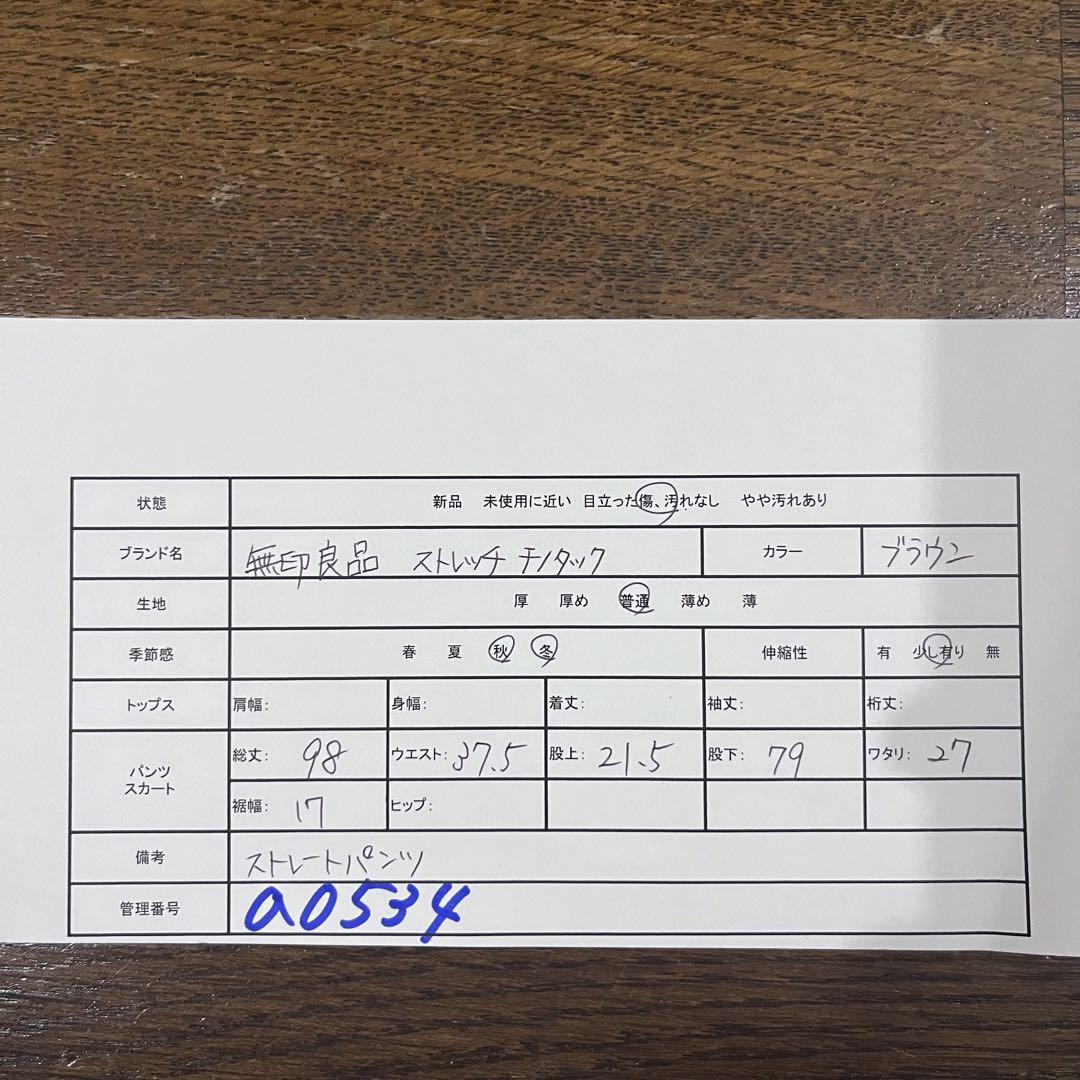 状態 新品 未使用に近い 目立った傷、汚れなし やや汚れあり
ブランド名 無印良品 ストレッチ チノタック カラー ブラウン
生地 厚 厚め 普通 薄め 薄
季節感 春 夏 秋 冬 伸縮性 有 少し有り 無
トップス 肩幅: 身幅: 着丈: 袖丈: 裄丈:
パンツ スカート 総丈: 98 ウエスト: 37.5 股上: 21.5 股下: 79 ワタリ: 27
裾幅: 17 ヒップ:
備考 ストレートパンツ
管理番号 a0534